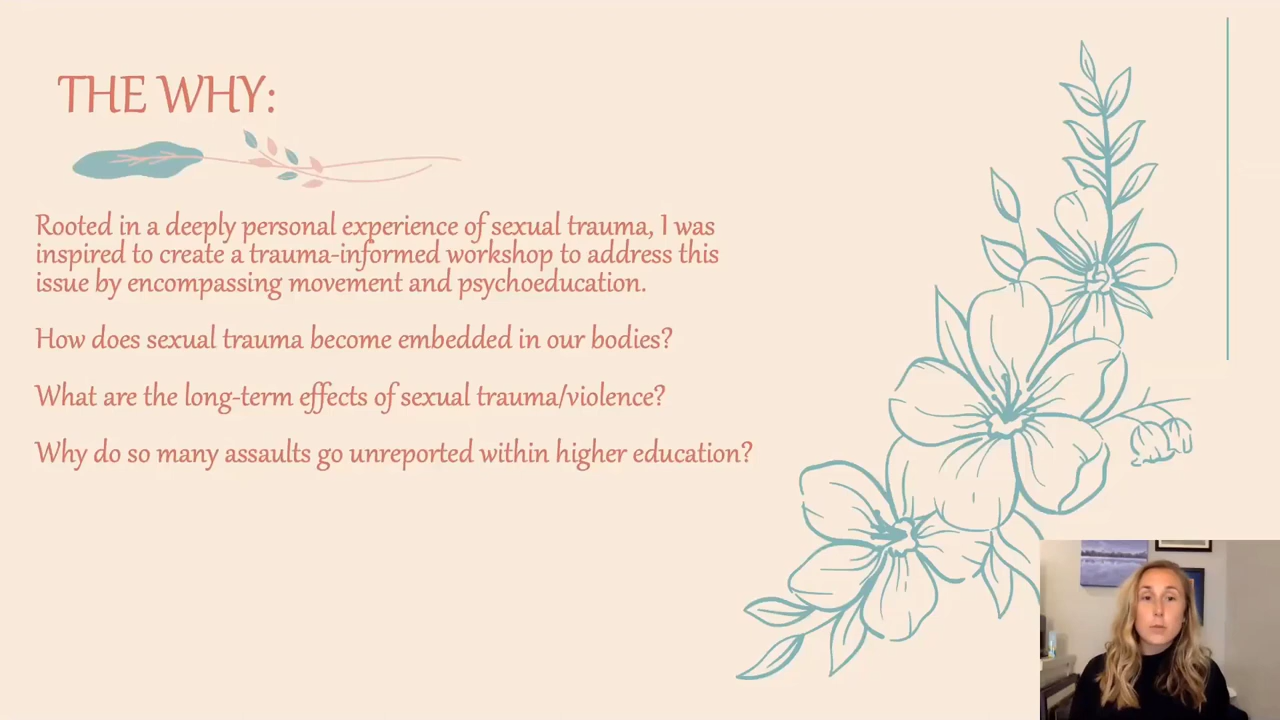 THE WHY:
Rooted in a deeply personal experience of sexual trauma, I was
inspired to create a trauma-informed workshop to address this
issue by encompassing movement and psychoeducation.
How does sexual trauma become embedded in our bodies?
What are the long-term effects of sexual trauma/violence?
Why do so many assaults go unreported within higher education?